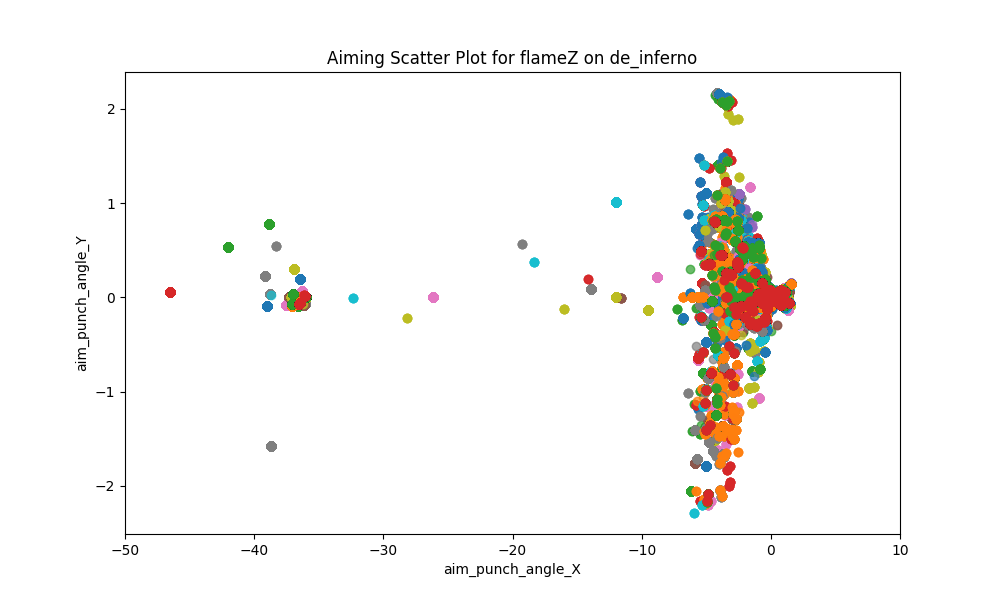 Aiming Scatter Plot for flameZ on de_inferno
aim_punch_angle_Y
2
1
0
−1
−2
−50 −40 −30 −20 −10 0 10
aim_punch_angle_X